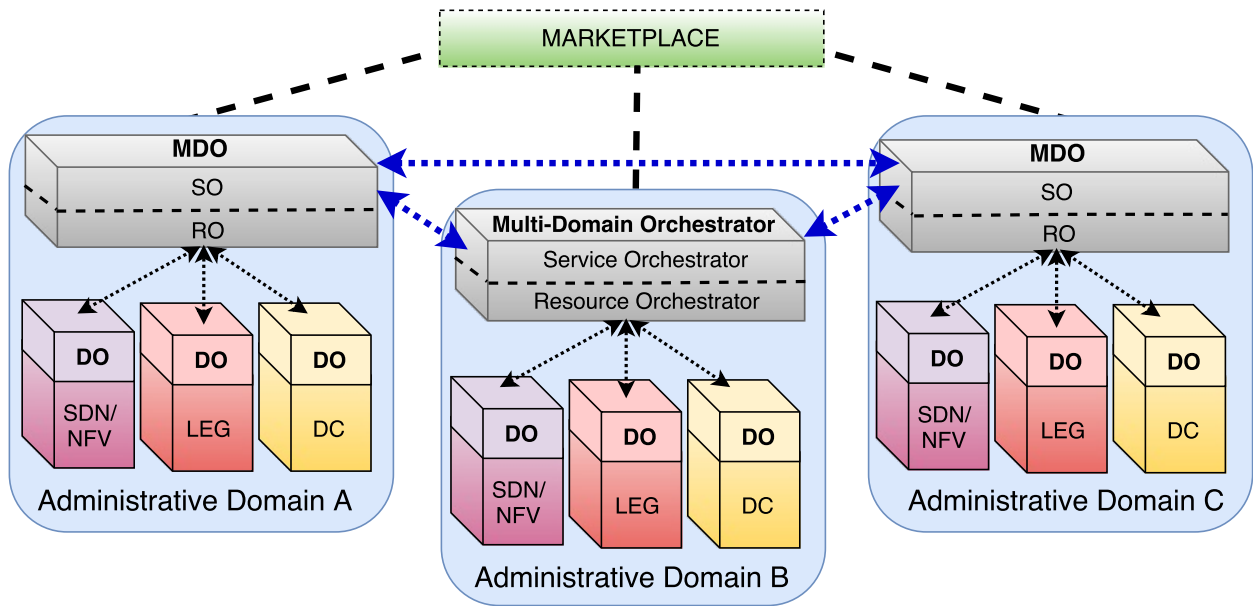 MARKETPLACE
MDO
SO
RO
DO
DO
DO
SDN/
NFV
LEG
DC
Administrative Domain A
Multi-Domain Orchestrator
Service Orchestrator
Resource Orchestrator
DO
DO
DO
SDN/
NFV
LEG
DC
Administrative Domain B
MDO
SO
RO
DO
DO
DO
SDN/
NFV
LEG
DC
Administrative Domain C